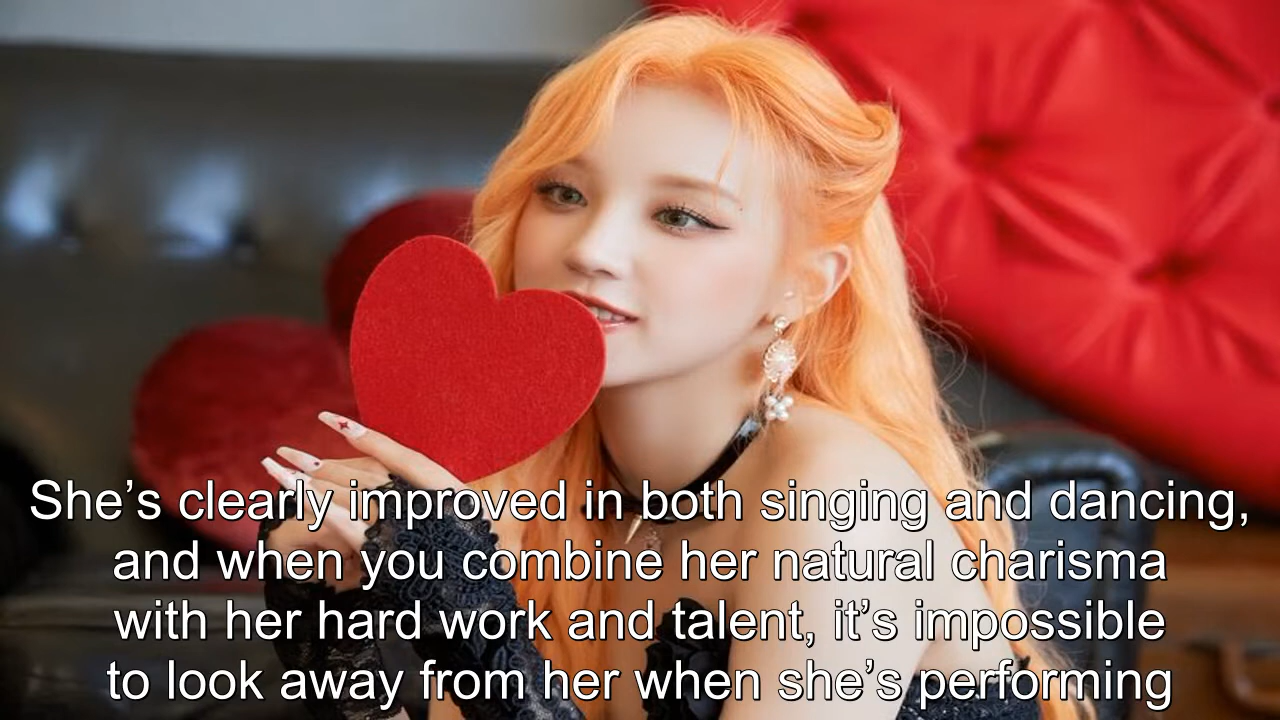 She’s clearly improved in both singing and dancing,
and when you combine her natural charisma
with her hard work and talent, it’s impossible
to look away from her when she’s performing